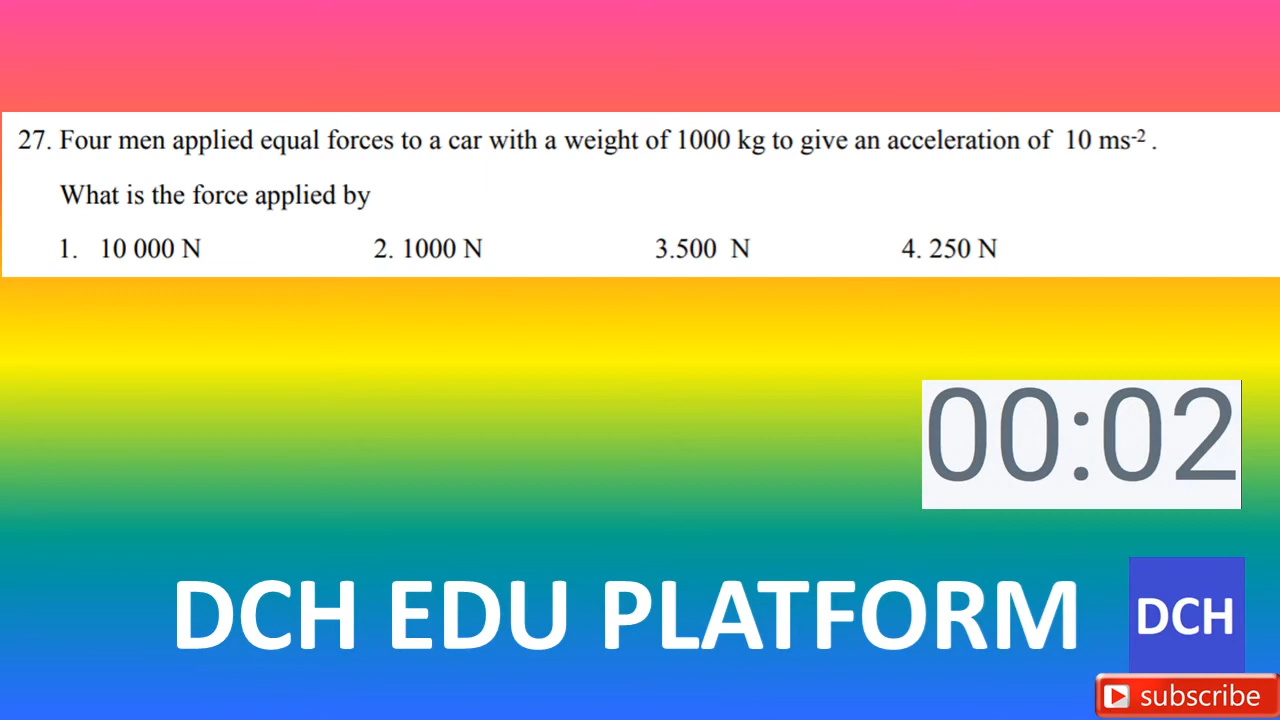 27. Four men applied equal forces to a car with a weight of 1000 kg to give an acceleration of 10 ms-2 .
What is the force applied by
1. 10 000 N 2. 1000 N 3.500 N 4. 250 N
00:02
DCH EDU PLATFORM
DCH
subscribe